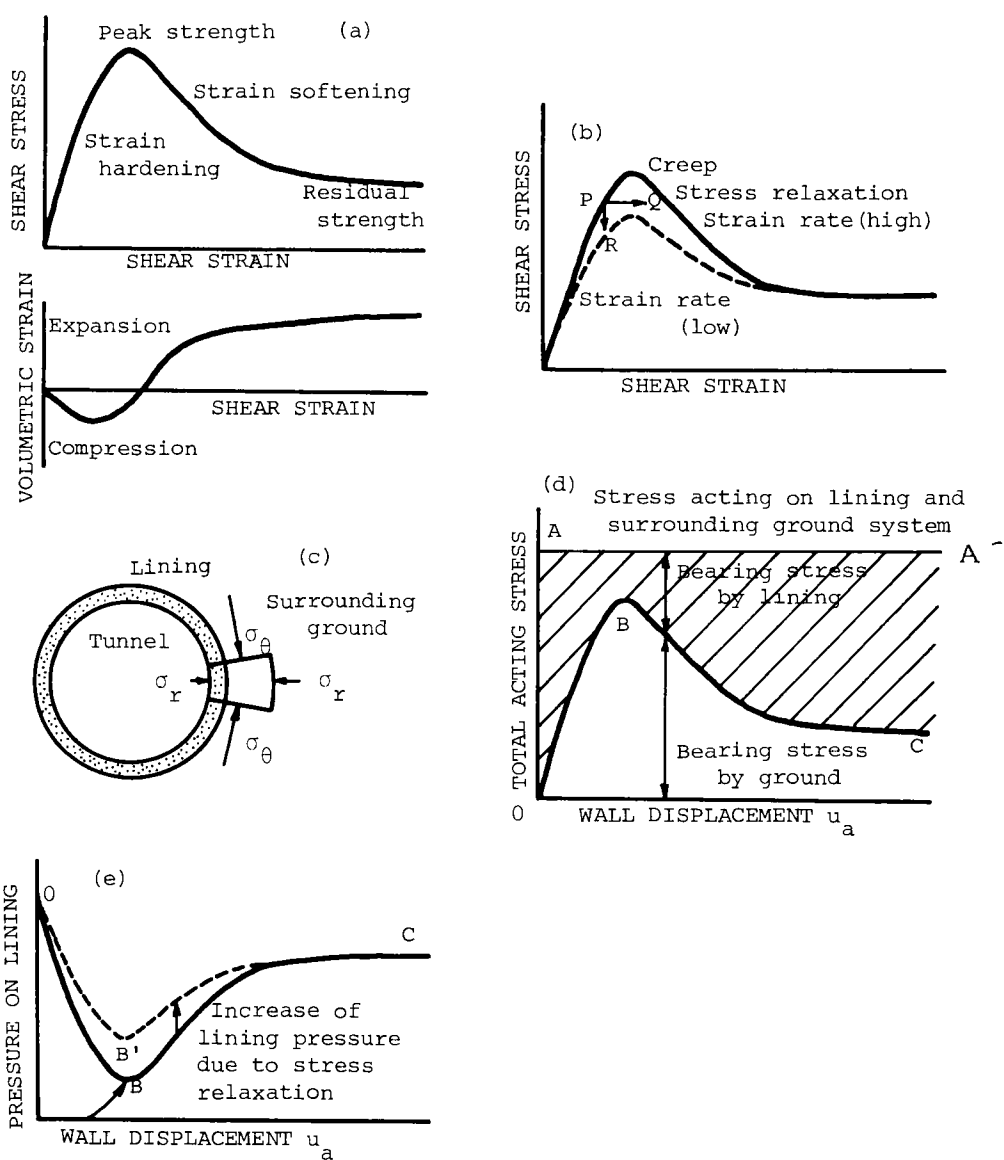 Peak strength (a)
SHEAR STRESS
Strain softening
Strain
hardening
Residual
strength
SHEAR STRAIN
VOLUMETRIC STRAIN
Expansion
SHEAR STRAIN
Compression
(b)
SHEAR STRESS
Creep
P Q Stress relaxation
Strain rate (high)
R
Strain rate
(low)
SHEAR STRAIN
(c)
Lining
Surrounding
ground
Tunnel
σθ
σr σr
σθ
(d)
Stress acting on lining and
surrounding ground system
A A'
TOTAL ACTING STRESS
Bearing stress
by lining
B
C
Bearing stress
by ground
0 WALL DISPLACEMENT ua
(e)
PRESSURE ON LINING
O
C
Increase of
lining pressure
due to stress
relaxation
B'
B
WALL DISPLACEMENT ua